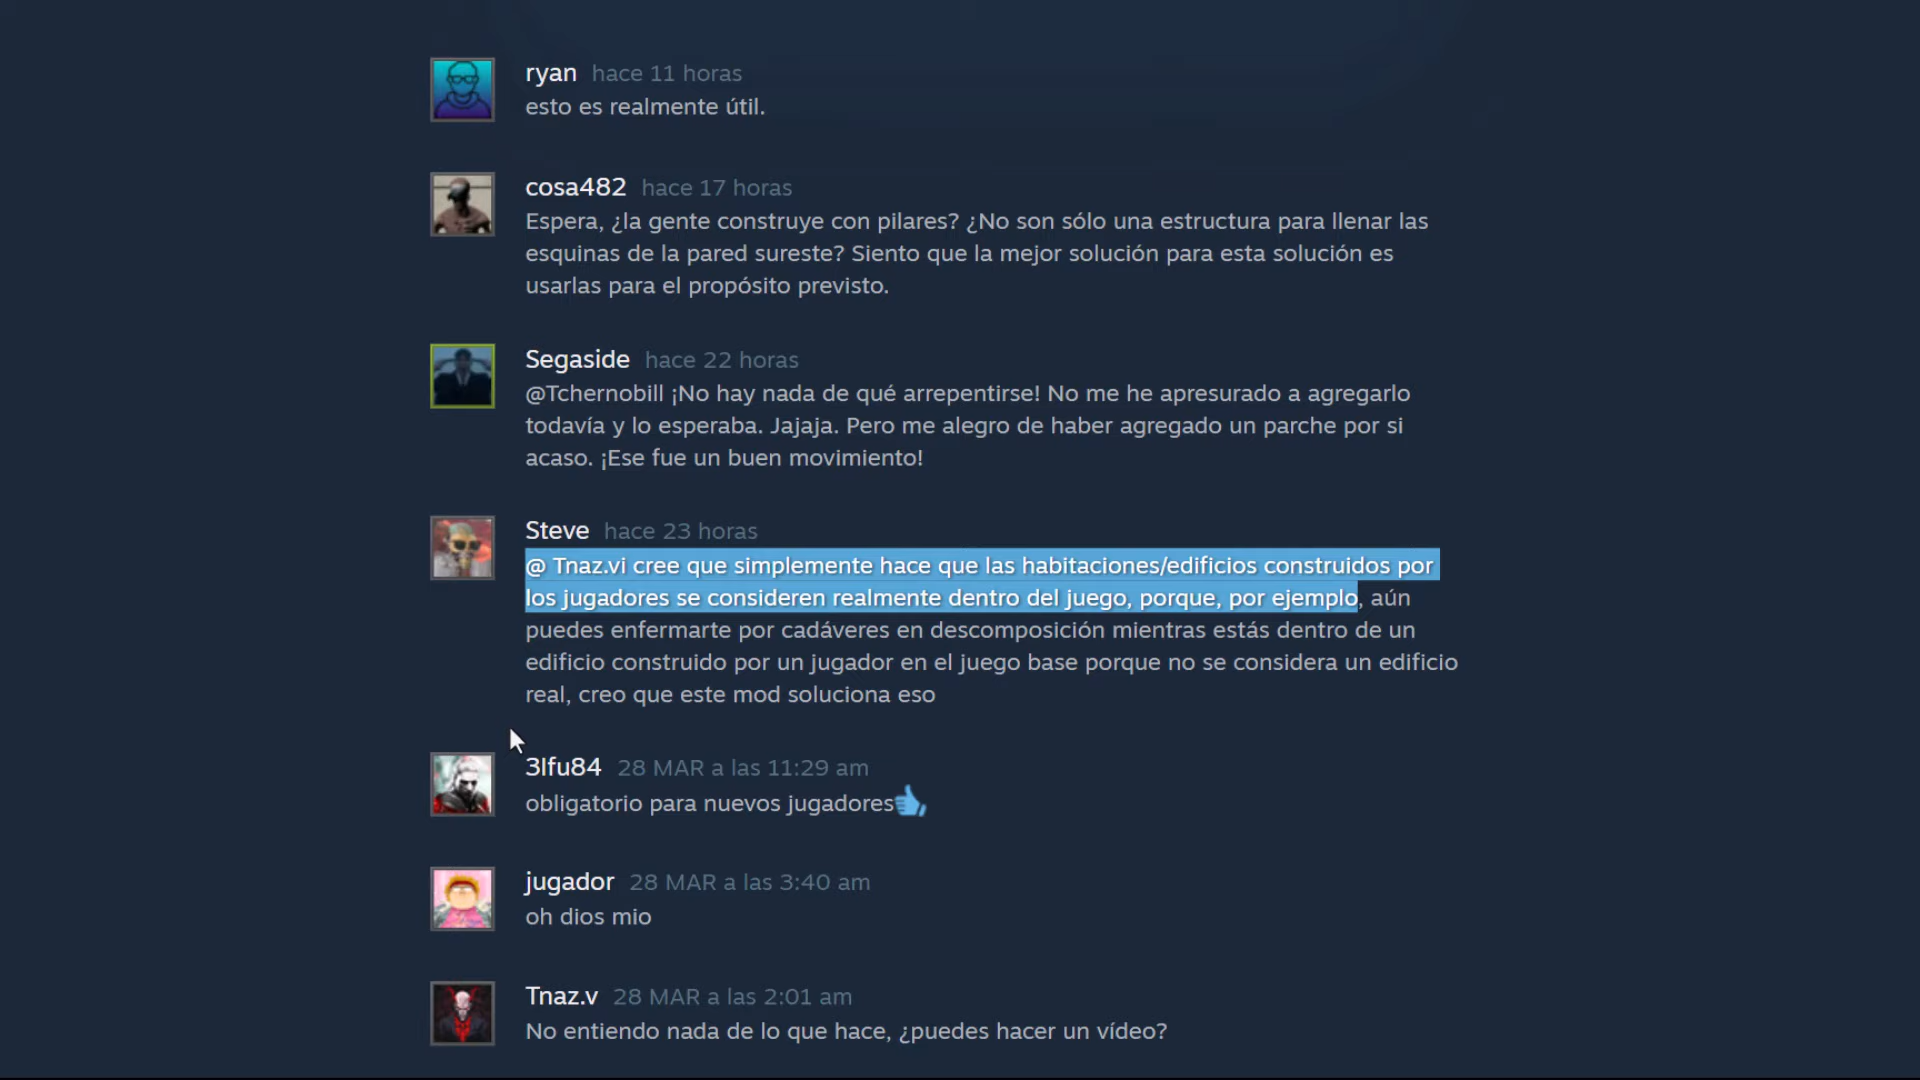 ryan hace 11 horas
esto es realmente útil.
cosa482 hace 17 horas
Espera, ¿la gente construye con pilares? ¿No son sólo una estructura para llenar las
esquinas de la pared sureste? Siento que la mejor solución para esta solución es
usarlas para el propósito previsto.
Segaside hace 22 horas
@Tchernobill ¡No hay nada de qué arrepentirse! No me he apresurado a agregarlo
todavía y lo esperaba. Jajaja. Pero me alegro de haber agregado un parche por si
acaso. ¡Ese fue un buen movimiento!
Steve hace 23 horas
@ Tnaz.vi cree que simplemente hace que las habitaciones/edificios construidos por
los jugadores se consideren realmente dentro del juego, porque, por ejemplo, aún
puedes enfermarte por cadáveres en descomposición mientras estás dentro de un
edificio construido por un jugador en el juego base porque no se considera un edificio
real, creo que este mod soluciona eso
3lfu84 28 MAR a las 11:29 am
obligatorio para nuevos jugadores
jugador 28 MAR a las 3:40 am
oh dios mio
Tnaz.v 28 MAR a las 2:01 am
No entiendo nada de lo que hace, ¿puedes hacer un vídeo?